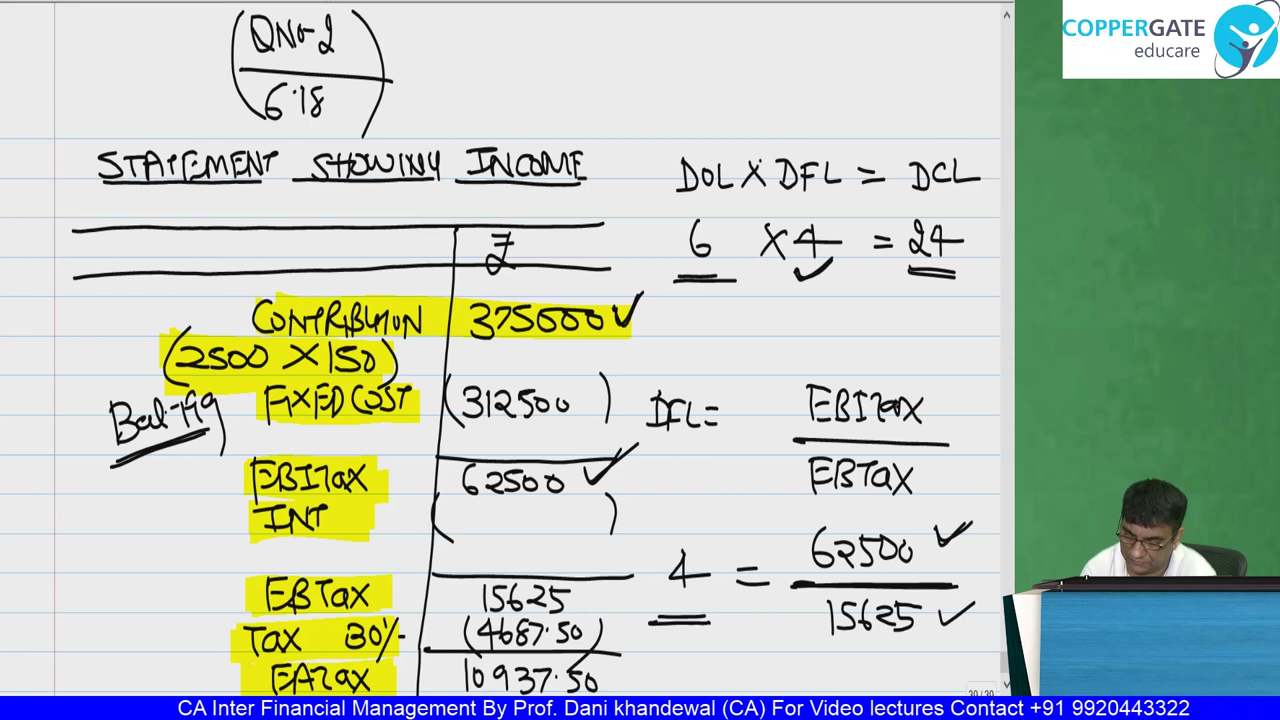 QNo-2
6.18
COPPERGATE
educare
STATEMENT SHOWING INCOME
₹
CONTRIBUTION 375000
(2500 X 150)
FIXED COST (312500)
Bal.
EBITax 62500
INT ( )
EBTax 15625
Tax 30% (4687.50)
EATax 10937.50
DOL X DFL = DCL
6 X 4 = 24
DFL = EBITax
EBTax
4 = 62500
15625
39/39
CA Inter Financial Management By Prof. Dani khandewal (CA) For Video lectures Contact +91 9920443322